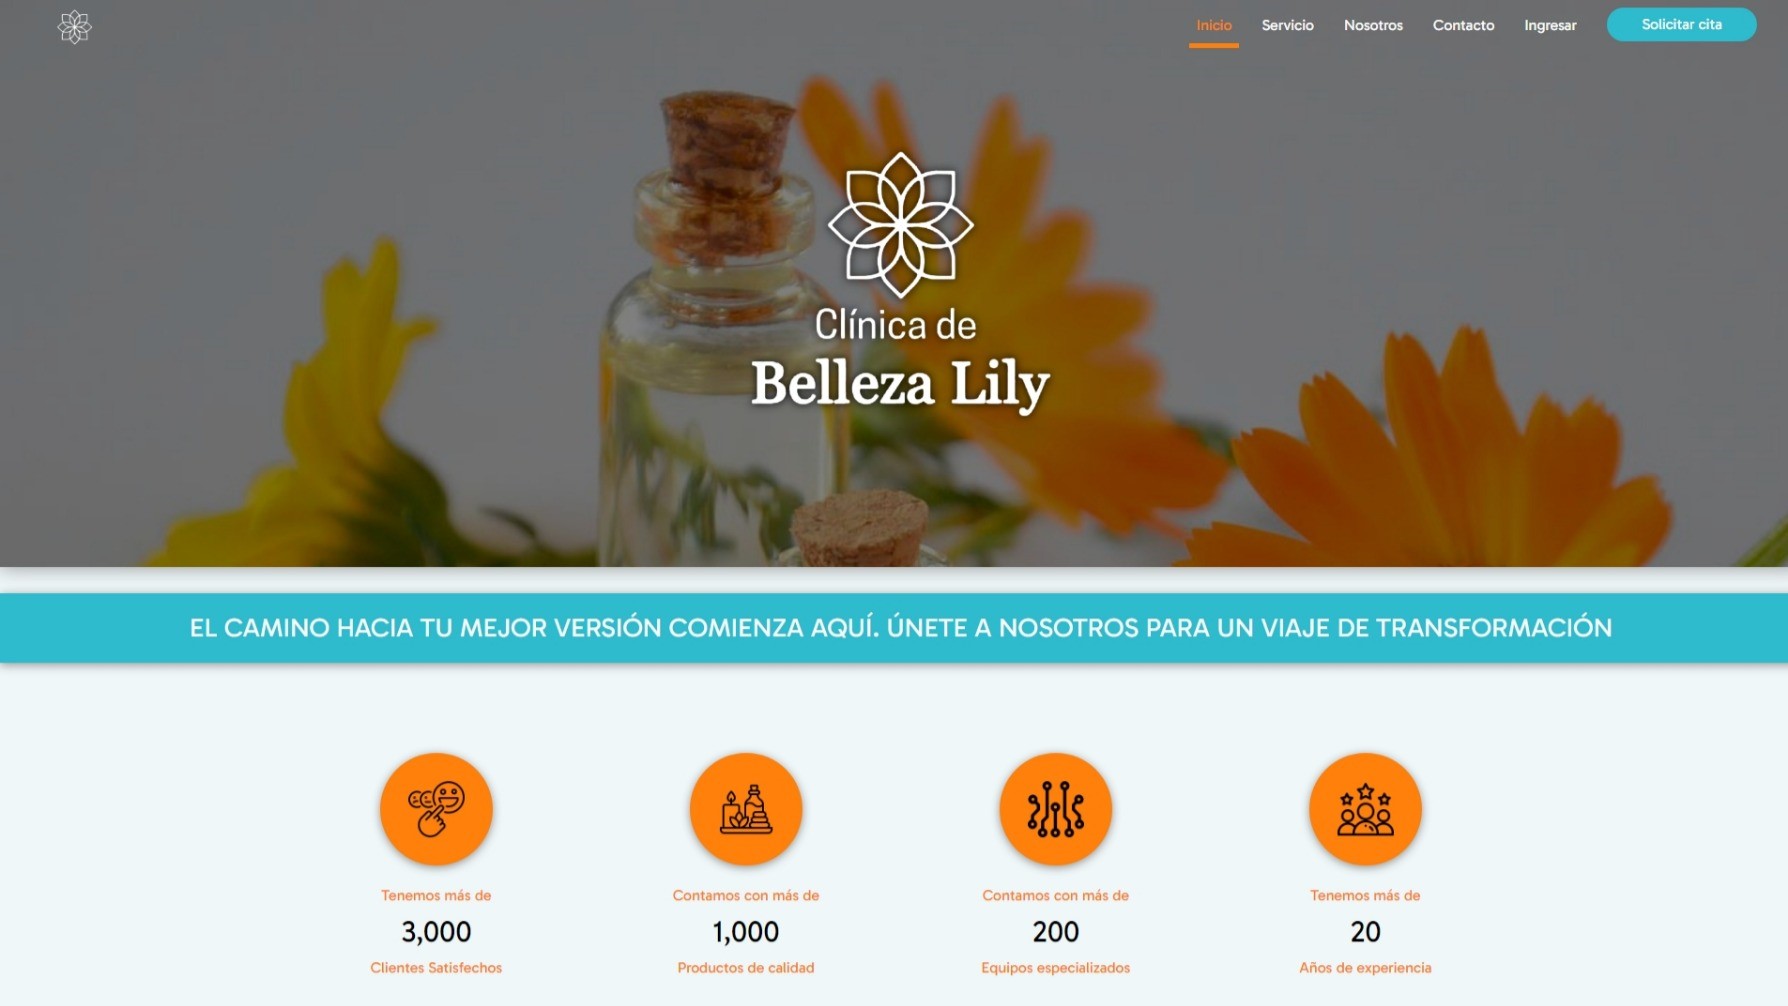 Inicio Servicio Nosotros Contacto Ingresar Solicitar cita
Clínica de
Belleza Lily
EL CAMINO HACIA TU MEJOR VERSIÓN COMIENZA AQUÍ. ÚNETE A NOSOTROS PARA UN VIAJE DE TRANSFORMACIÓN
Tenemos más de
3,000
Clientes Satisfechos
Contamos con más de
1,000
Productos de calidad
Contamos con más de
200
Equipos especializados
Tenemos más de
20
Años de experiencia